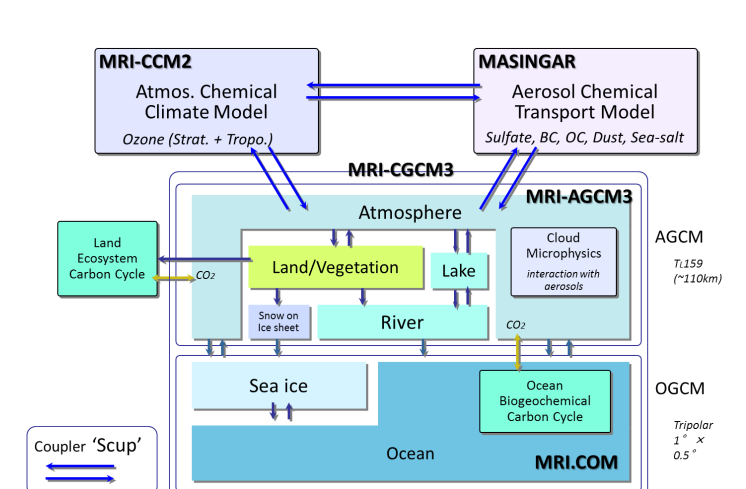 MRI-CCM2
Atmos. Chemical
Climate Model
Ozone (Strat. + Tropo.)
MASINGAR
Aerosol Chemical
Transport Model
Sulfate, BC, OC, Dust, Sea-salt
MRI-CGCM3
MRI-AGCM3
Atmosphere
AGCM
TL159
(~110km)
Land
Ecosystem
Carbon Cycle
CO2
Land/Vegetation
Lake
Cloud
Microphysics
interaction with
aerosols
Snow on
Ice sheet
River
CO2
Sea ice
Ocean
Biogeochemical
Carbon Cycle
OGCM
Tripolar
1° ×
0.5°
Ocean
MRI.COM
Coupler 'Scup'